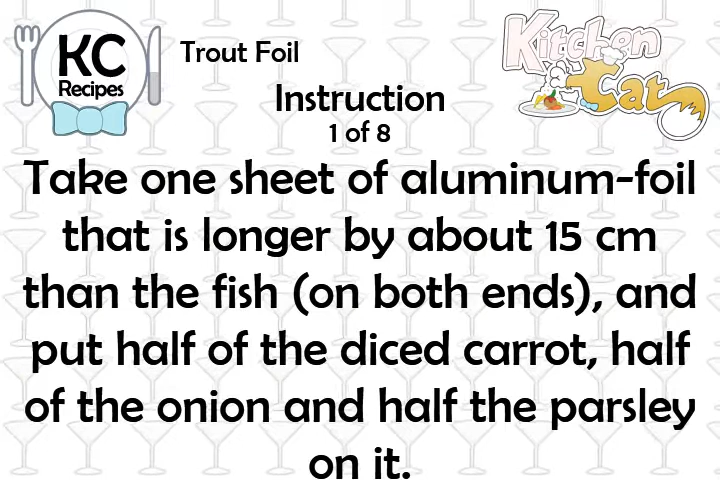 KC
Recipes
Trout Foil
Kitchen
Cat
Instruction
1 of 8
Take one sheet of aluminum-foil
that is longer by about 15 cm
than the fish (on both ends), and
put half of the diced carrot, half
of the onion and half the parsley
on it.